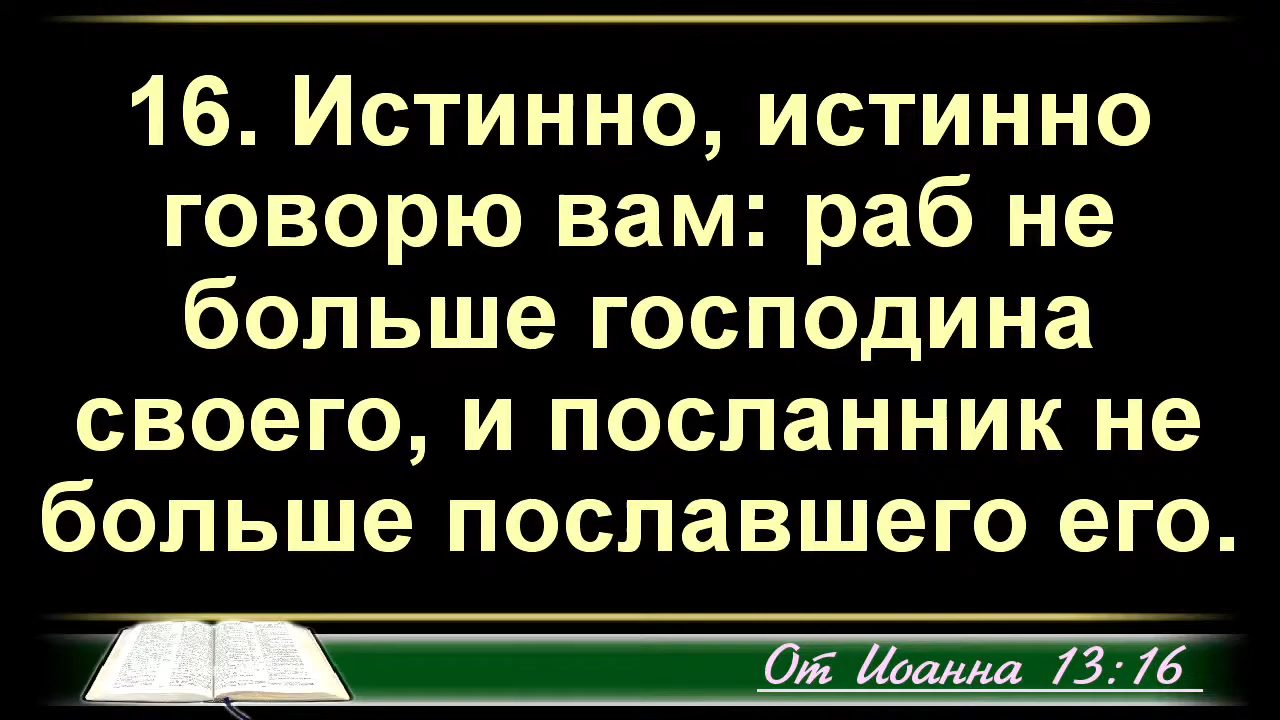 16. Истинно, истинно
говорю вам: раб не
больше господина
своего, и посланник не
больше пославшего его.
От Иоанна 13:16